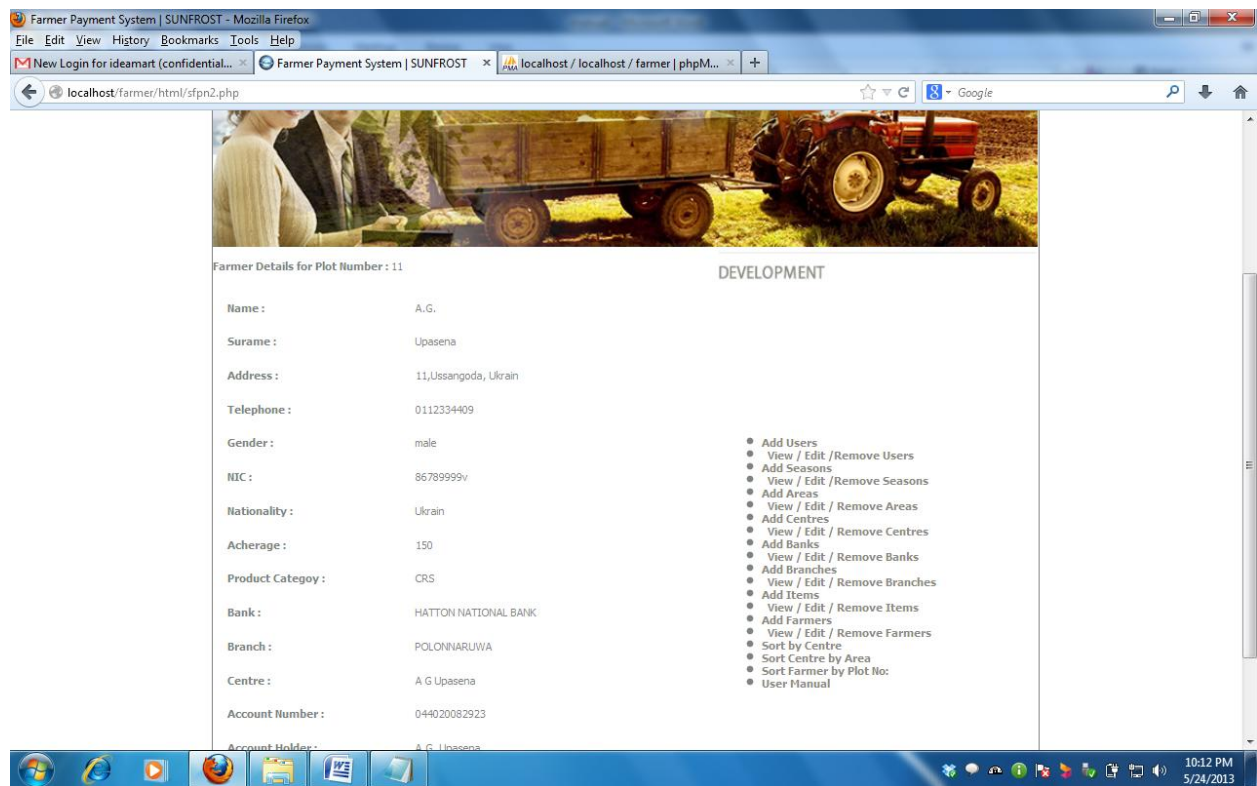 Farmer Payment System | SUNFROST - Mozilla Firefox
File Edit View History Bookmarks Tools Help
New Login for ideamart (confidential...
Farmer Payment System | SUNFROST
localhost / localhost / farmer | phpM...
localhost/farmer/html/sfpn2.php
Google
Farmer Details for Plot Number : 11
Name : A.G.
Surame : Upasena
Address : 11,Ussangoda, Ukrain
Telephone : 0112334409
Gender : male
NIC : 86789999v
Nationality : Ukrain
Acherage : 150
Product Categoy : CRS
Bank : HATTON NATIONAL BANK
Branch : POLONNARUWA
Centre : A G Upasena
Account Number : 044020082923
Account Holder : A.G. Upasena
DEVELOPMENT
Add Users
View / Edit /Remove Users
Add Seasons
View / Edit /Remove Seasons
Add Areas
View / Edit / Remove Areas
Add Centres
View / Edit / Remove Centres
Add Banks
View / Edit / Remove Banks
Add Branches
View / Edit / Remove Branches
Add Items
View / Edit / Remove Items
Add Farmers
View / Edit / Remove Farmers
Sort by Centre
Sort Centre by Area
Sort Farmer by Plot No:
User Manual
10:12 PM
5/24/2013